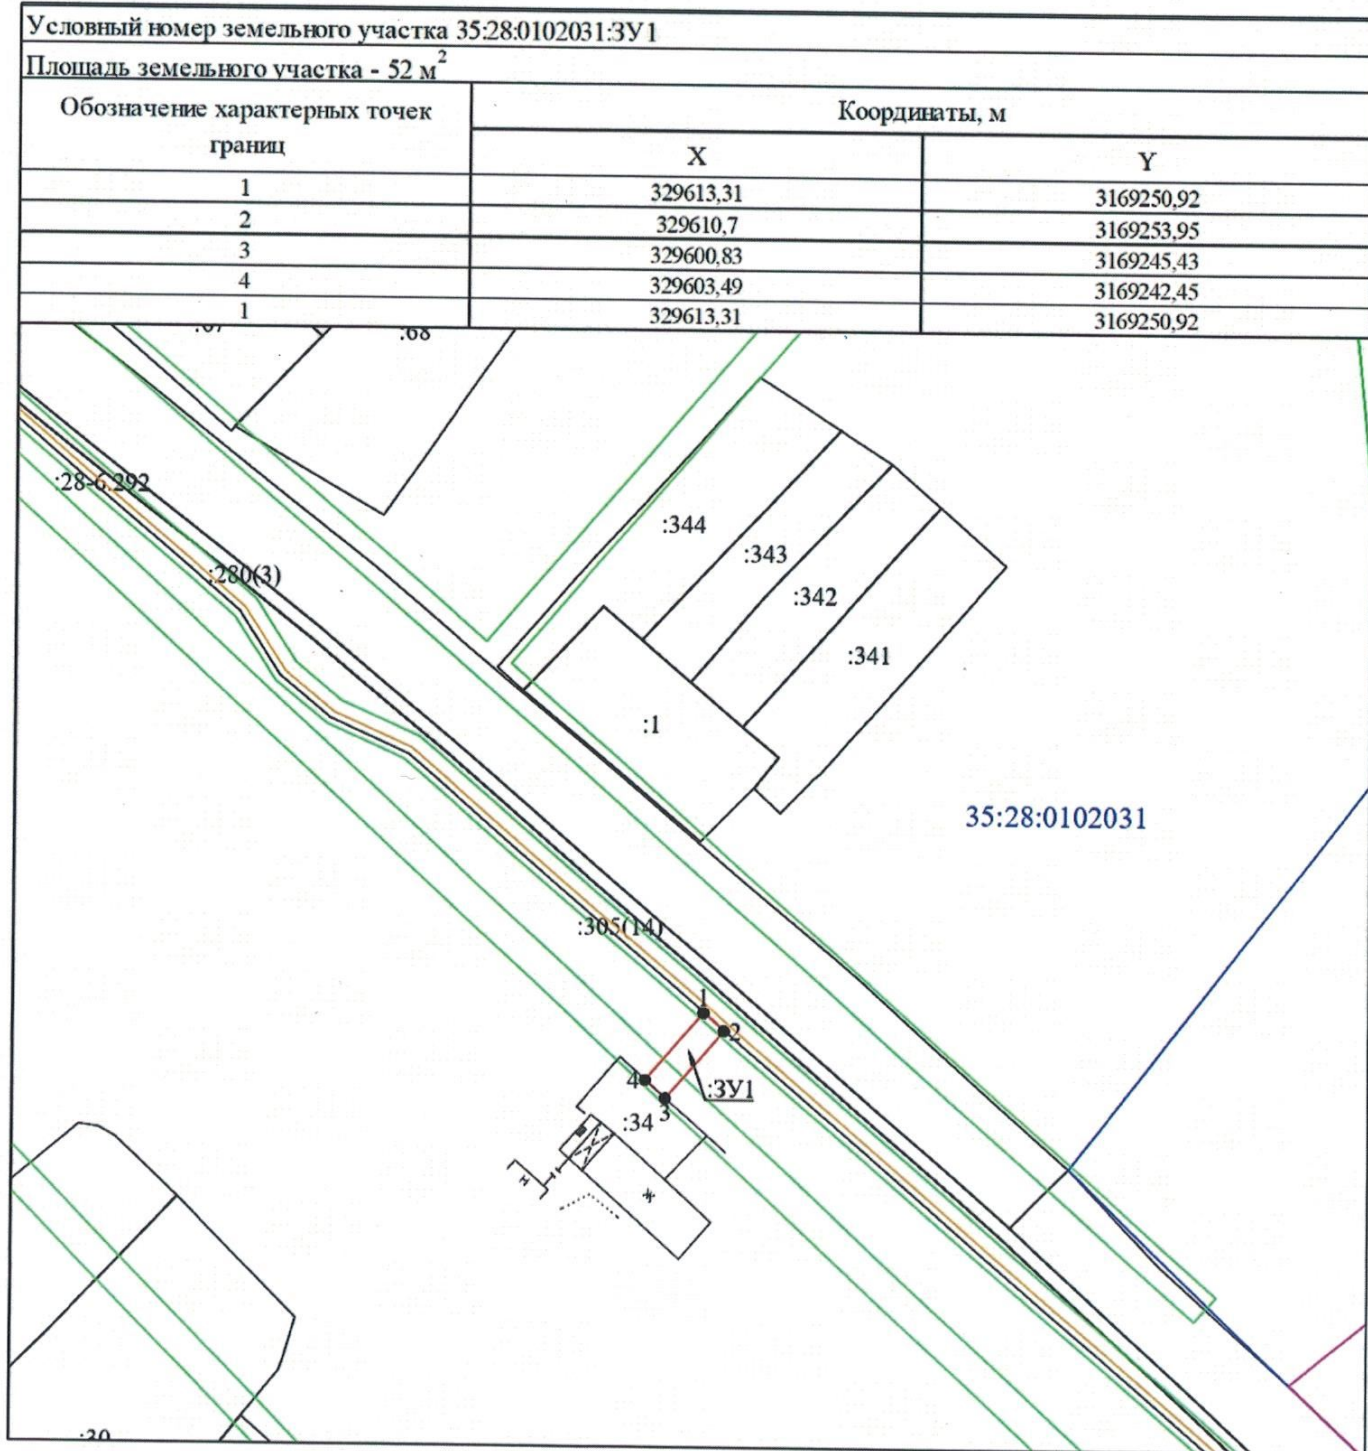 Условный номер земельного участка 35:28:0102031:ЗУ1
Площадь земельного участка - 52 м²
Обозначение характерных точек границ
Координаты, м
X Y
1 329613,31 3169250,92
2 329610,7 3169253,95
3 329600,83 3169245,43
4 329603,49 3169242,45
1 329613,31 3169250,92
:67 :68
:28-6.292
:344
:343
:280(3)
:342
:341
:1
35:28:0102031
:305(14)
1
2
4
:ЗУ1
3
:34
н
ж
:30